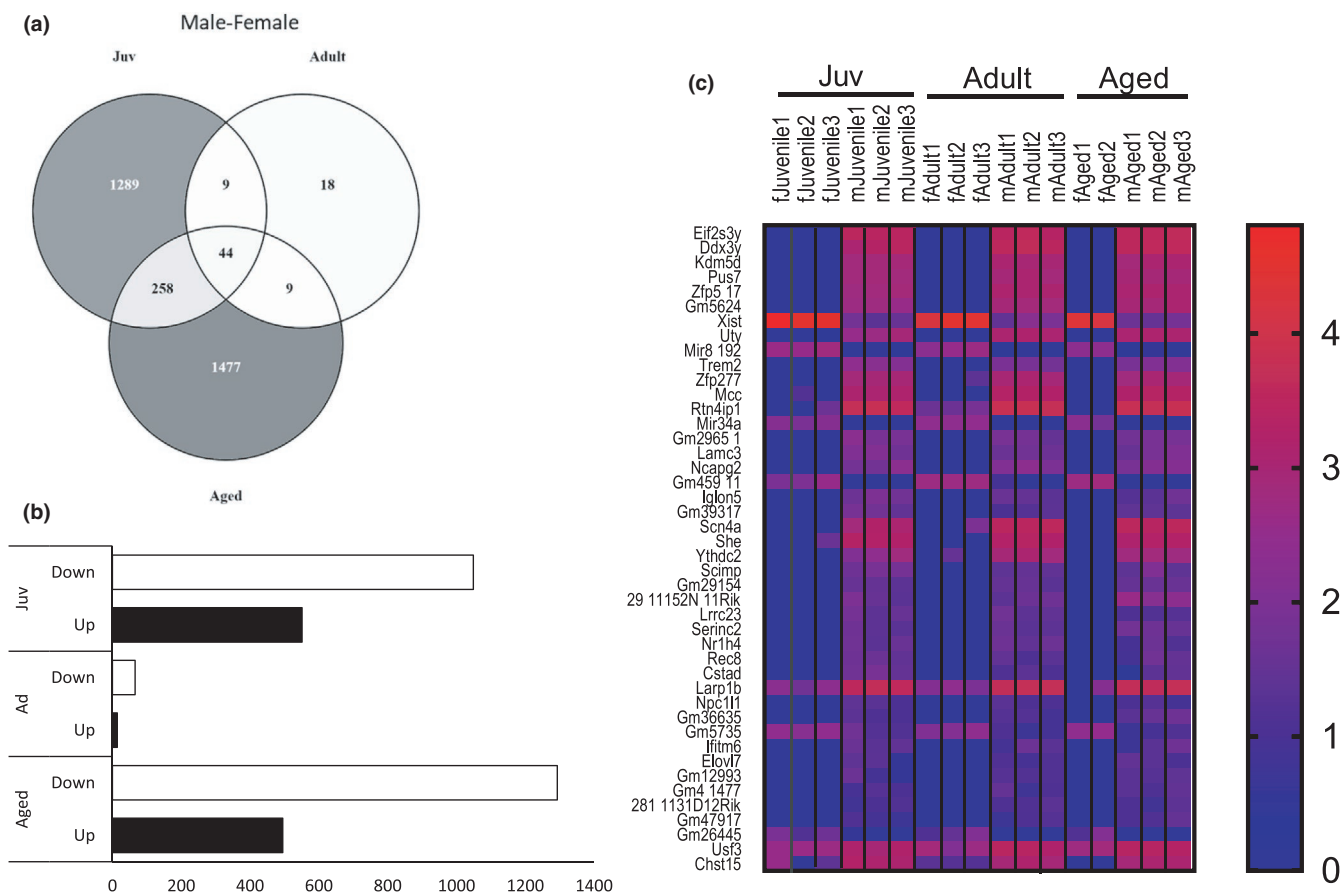 (a)
Male-Female
Juv
Adult
1289
9
18
44
258
9
1477
Aged
(b)
Juv
Down
Up
Ad
Down
Up
Aged
Down
Up
0 200 400 600 800 1000 1200 1400
(c)
Juv Adult Aged
fJuvenile1 fJuvenile2 fJuvenile3 mJuvenile1 mJuvenile2 mJuvenile3 fAdult1 fAdult2 fAdult3 mAdult1 mAdult2 mAdult3 fAged1 fAged2 mAged1 mAged2 mAged3
Eif2s3y
Ddx3y
Kdm5d
Pus7
Zfp5 17
Gm5624
Xist
Uty
Mir8 192
Trem2
Zfp277
Mcc
Rtn4ip1
Mir34a
Gm2965 1
Lamc3
Ncapg2
Gm459 11
Iglon5
Gm39317
Scn4a
She
Ythdc2
Scimp
Gm29154
29 11152N 11Rik
Lrrc23
Serinc2
Nr1h4
Rec8
Cstad
Larp1b
Npc1l1
Gm36635
Gm5735
Ifitm6
Elovl7
Gm12993
Gm4 1477
281 1131D12Rik
Gm47917
Gm26445
Usf3
Chst15
4
3
2
1
0